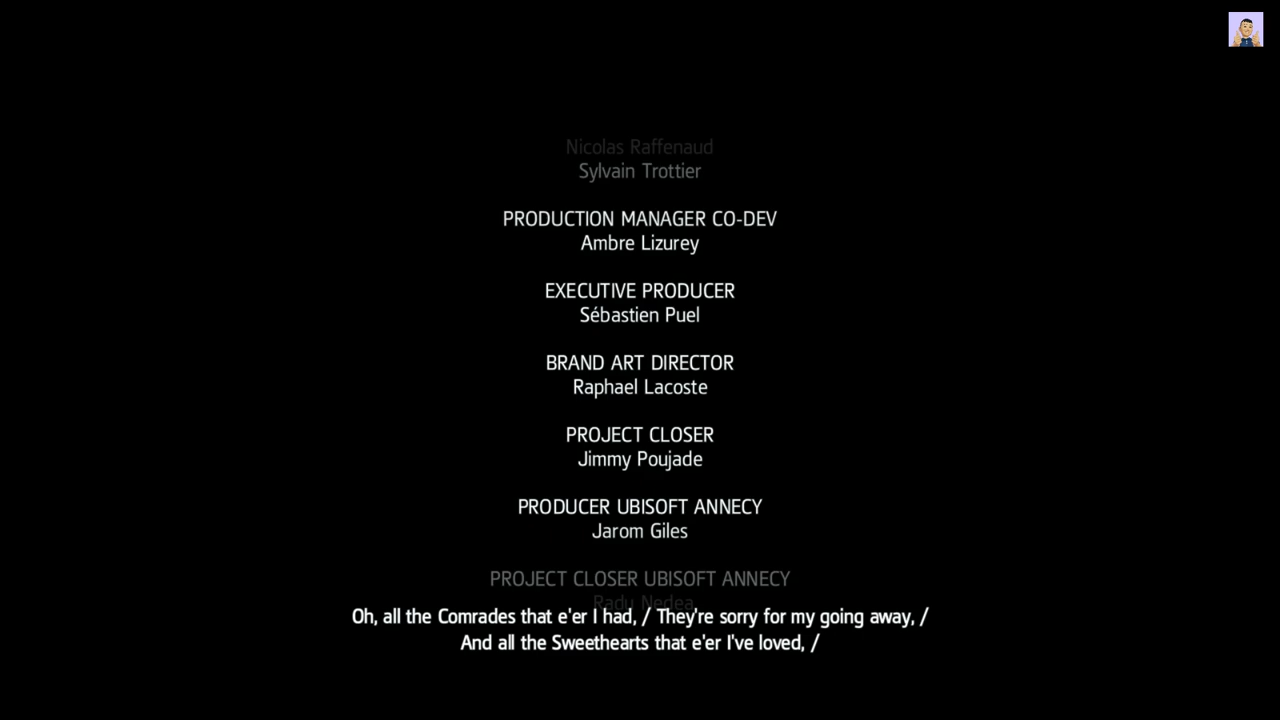 Nicolas Raffenaud
Sylvain Trottier
PRODUCTION MANAGER CO-DEV
Ambre Lizurey
EXECUTIVE PRODUCER
Sébastien Puel
BRAND ART DIRECTOR
Raphael Lacoste
PROJECT CLOSER
Jimmy Poujade
PRODUCER UBISOFT ANNECY
Jarom Giles
PROJECT CLOSER UBISOFT ANNECY
Radu Nedea
Oh, all the Comrades that e'er I had, / They're sorry for my going away, /
And all the Sweethearts that e'er I've loved, /